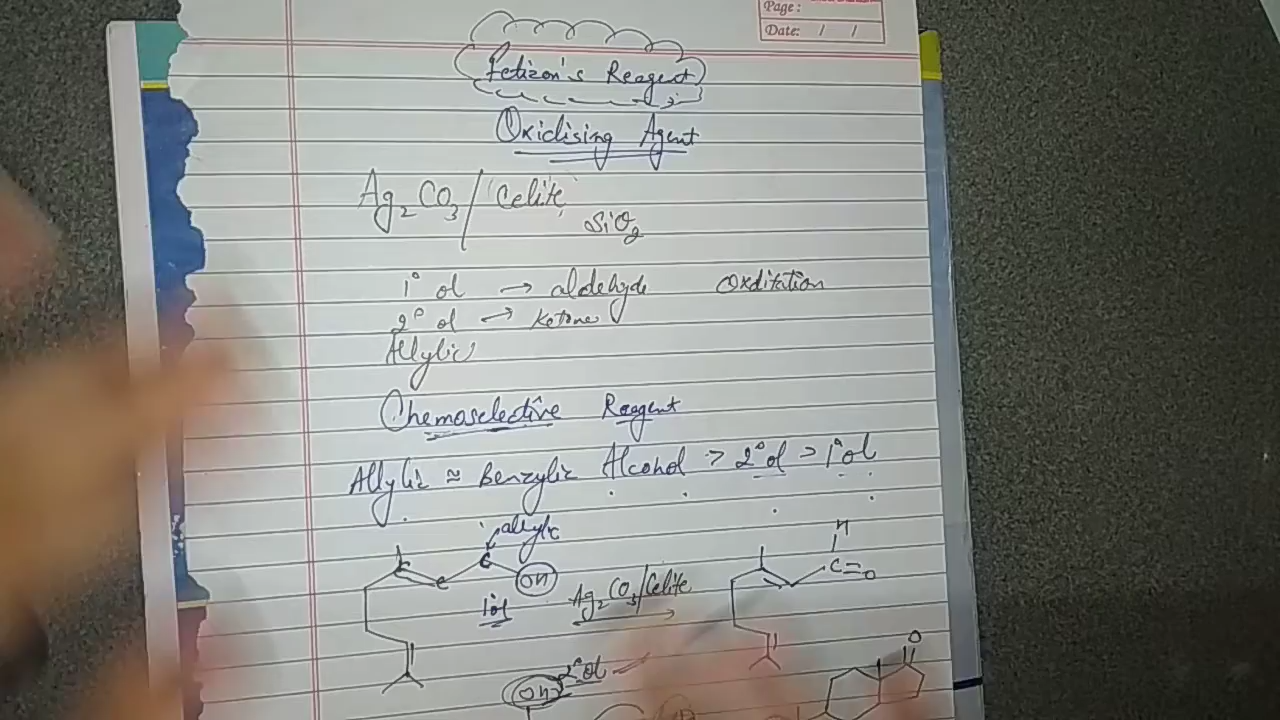 Page:
Date: / /
Fetizon's Reagent
Oxidising Agent
Ag2CO3/"Celite"
SiO2
1° ol → aldehyde Oxditation
2° ol → Ketone
Allylic
Chemoselective Reagent
Allylic ≈ Benzylic Alcohol > 2° ol > 1° ol
allylic
H
C C C OH
C=O
1° ol
Ag2CO3/Celite
O
2° ol
OH